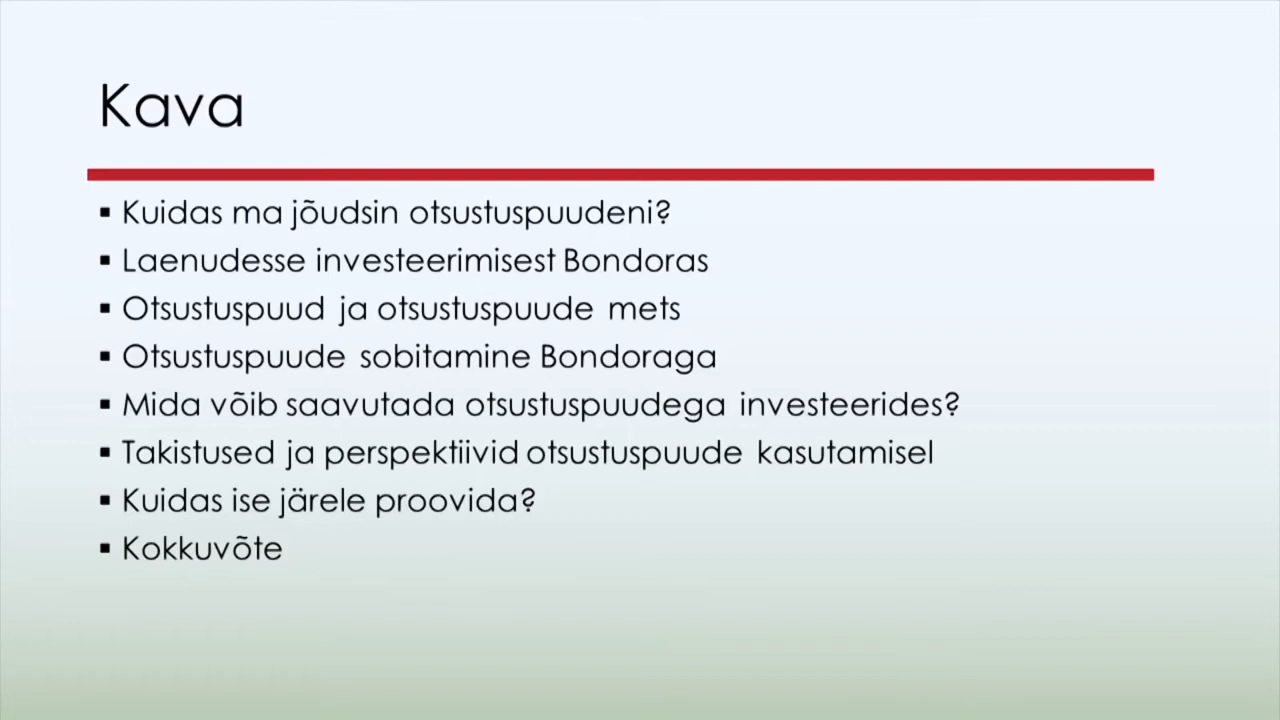 Kava
▪ Kuidas ma jõudsin otsustuspuudeni?
▪ Laenudesse investeerimisest Bondoras
▪ Otsustuspuud ja otsustuspuude mets
▪ Otsustuspuude sobitamine Bondoraga
▪ Mida võib saavutada otsustuspuudega investeerides?
▪ Takistused ja perspektiivid otsustuspuude kasutamisel
▪ Kuidas ise järele proovida?
▪ Kokkuvõte